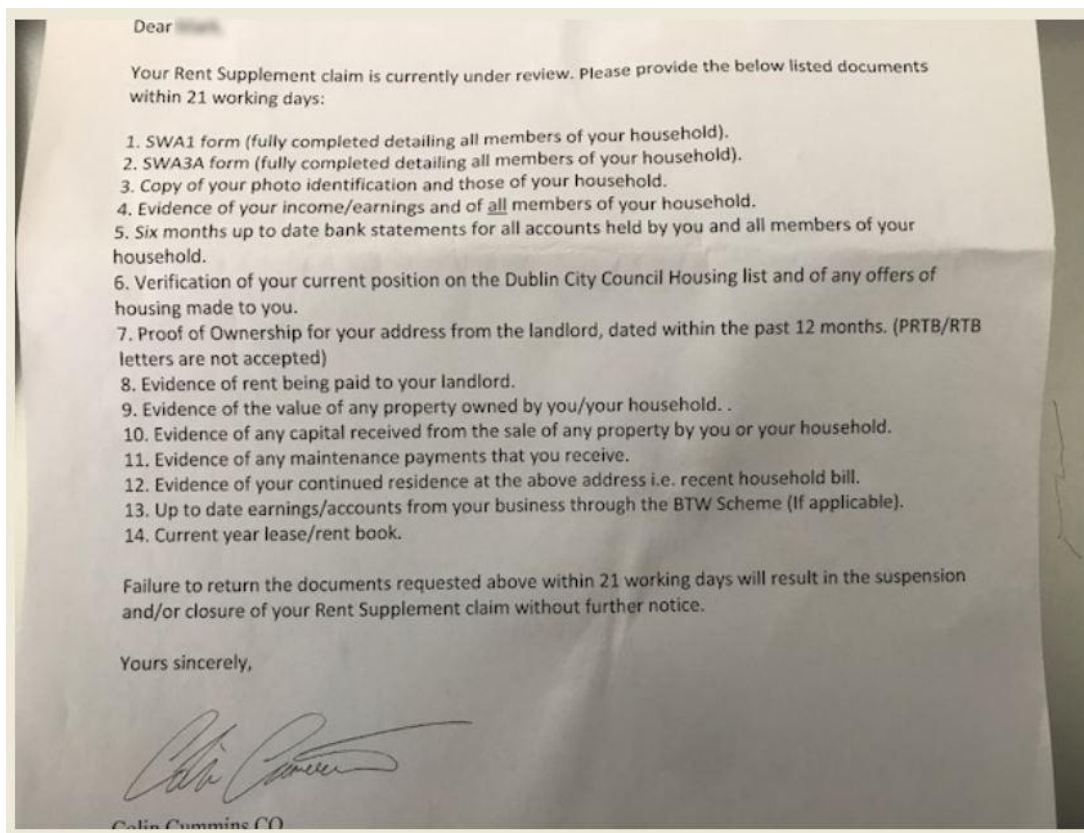 Dear
Your Rent Supplement claim is currently under review. Please provide the below listed documents
within 21 working days:
1. SWA1 form (fully completed detailing all members of your household).
2. SWA3A form (fully completed detailing all members of your household).
3. Copy of your photo identification and those of your household.
4. Evidence of your income/earnings and of all members of your household.
5. Six months up to date bank statements for all accounts held by you and all members of your
household.
6. Verification of your current position on the Dublin City Council Housing list and of any offers of
housing made to you.
7. Proof of Ownership for your address from the landlord, dated within the past 12 months. (PRTB/RTB
letters are not accepted)
8. Evidence of rent being paid to your landlord.
9. Evidence of the value of any property owned by you/your household. .
10. Evidence of any capital received from the sale of any property by you or your household.
11. Evidence of any maintenance payments that you receive.
12. Evidence of your continued residence at the above address i.e. recent household bill.
13. Up to date earnings/accounts from your business through the BTW Scheme (If applicable).
14. Current year lease/rent book.
Failure to return the documents requested above within 21 working days will result in the suspension
and/or closure of your Rent Supplement claim without further notice.
Yours sincerely,
Colin Cummins CO